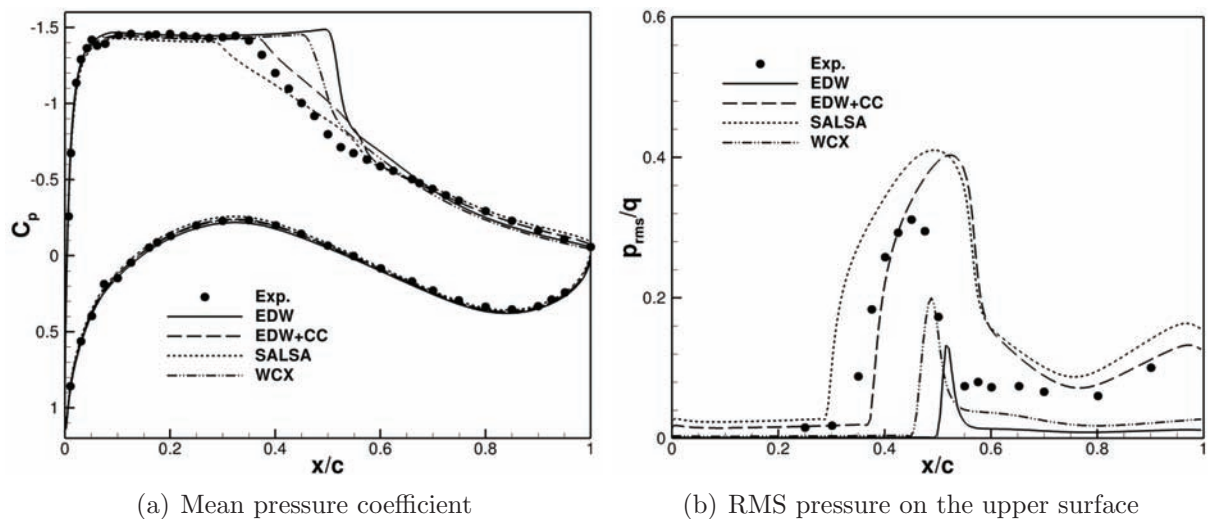 -1.5
-1
-0.5
0
0.5
1
C_p
0
0.2
0.4
0.6
0.8
1
x/c
Exp.
EDW
EDW+CC
SALSA
WCX
(a) Mean pressure coefficient
0.6
0.4
0.2
0
p_rms/q
0
0.2
0.4
0.6
0.8
1
x/c
Exp.
EDW
EDW+CC
SALSA
WCX
(b) RMS pressure on the upper surface